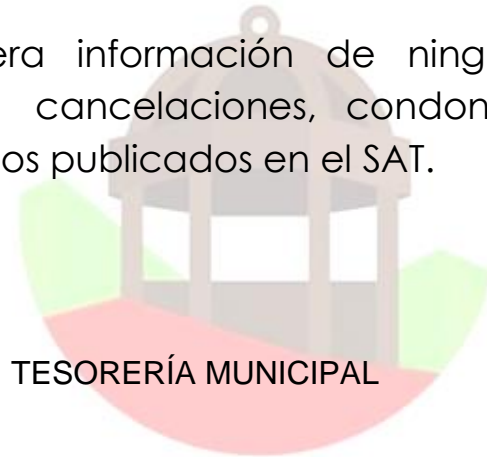 era información de ning
cancelaciones, condon
os publicados en el SAT.
TESORERÍA MUNICIPAL